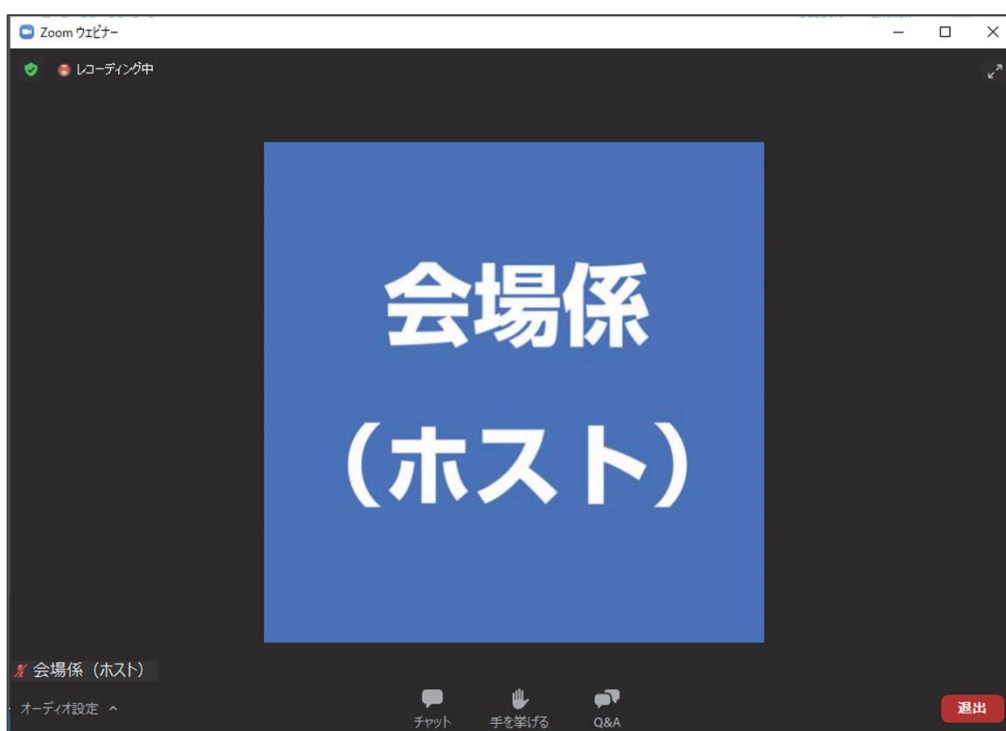 Zoom ウェビナー
レコーディング中
会場係
（ホスト）
会場係（ホスト）
オーディオ設定
チャット
手を挙げる
Q&A
退出